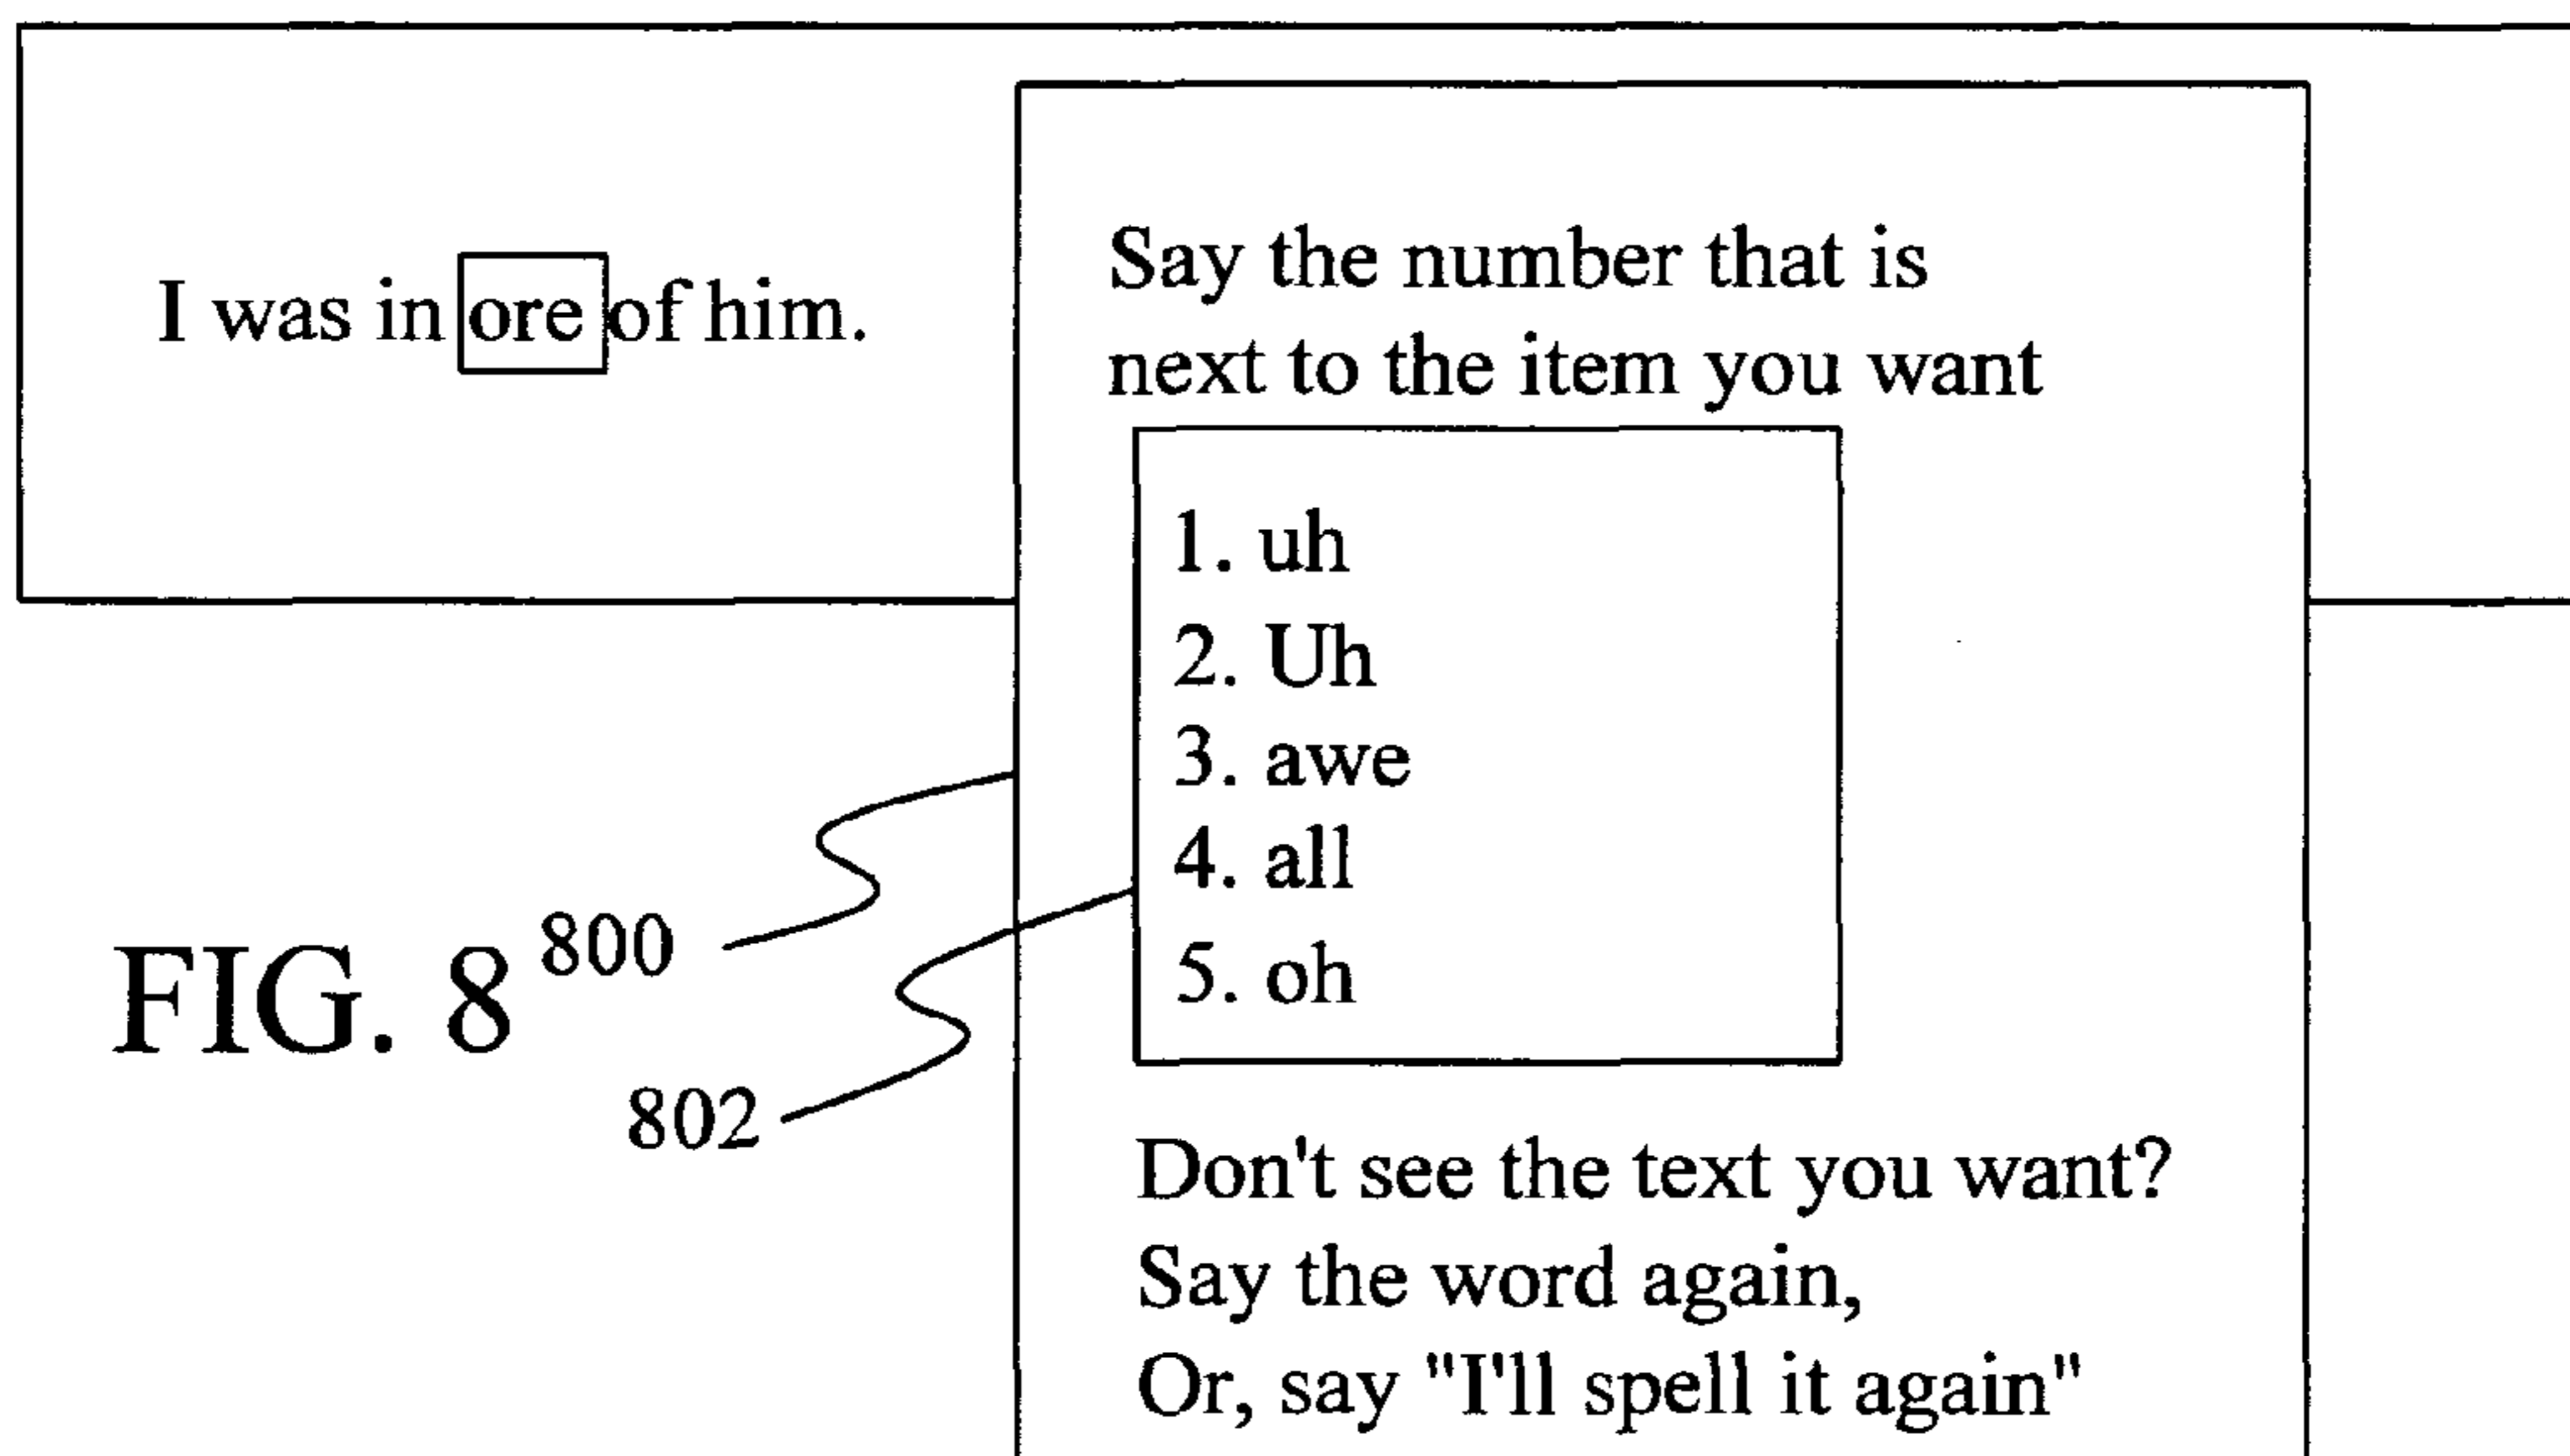 I was in ore of him.
Say the number that is
next to the item you want
1. uh
2. Uh
3. awe
4. all
5. oh
FIG. 8
800
802
Don't see the text you want?
Say the word again,
Or, say "I'll spell it again"